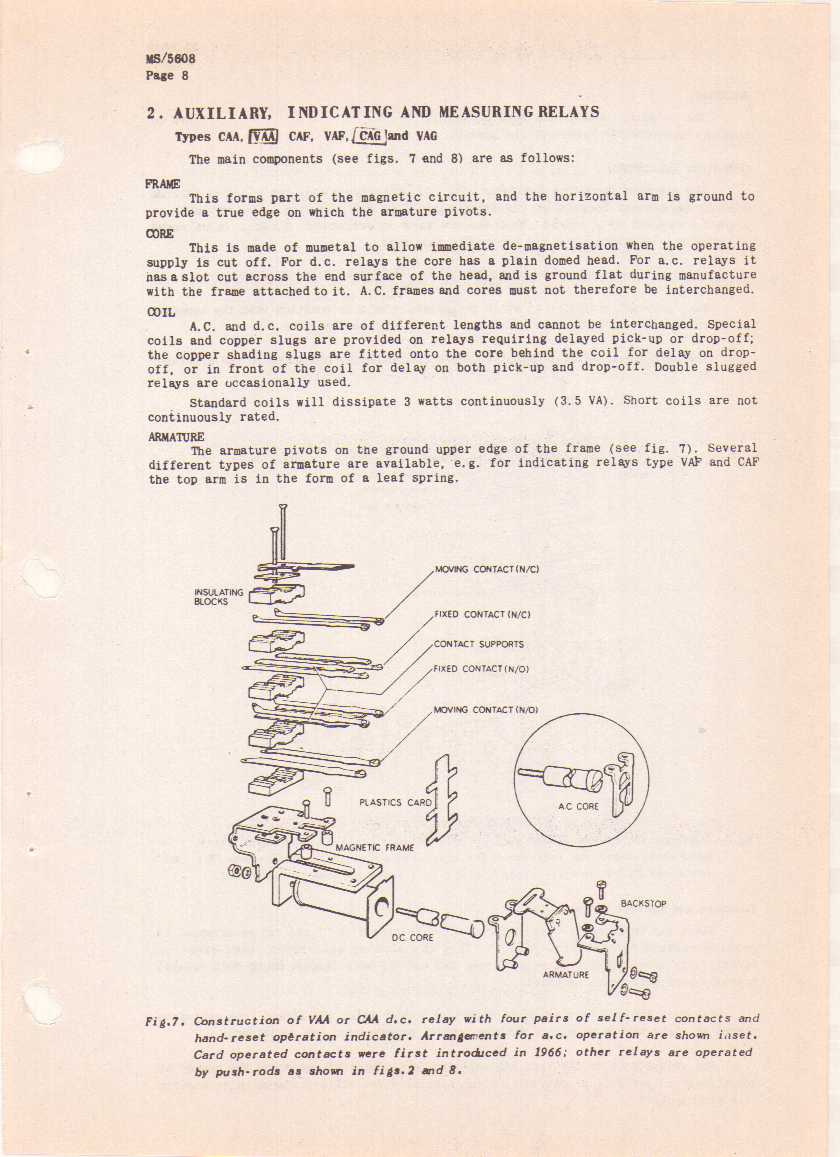 MS/5608
Page 8
2. AUXILIARY, INDICATING AND MEASURING RELAYS
Types CAA, VAA CAF, VAF, CAG and VAG
The main components (see figs. 7 and 8) are as follows:
FRAME
This forms part of the magnetic circuit, and the horizontal arm is ground to
provide a true edge on which the armature pivots.
CORE
This is made of mumetal to allow immediate de-magnetisation when the operating
supply is cut off. For d.c. relays the core has a plain domed head. For a.c. relays it
has a slot cut across the end surface of the head, and is ground flat during manufacture
with the frame attached to it. A.C. frames and cores must not therefore be interchanged.
COIL
A.C. and d.c. coils are of different lengths and cannot be interchanged. Special
coils and copper slugs are provided on relays requiring delayed pick-up or drop-off;
the copper shading slugs are fitted onto the core behind the coil for delay on drop-
off, or in front of the coil for delay on both pick-up and drop-off. Double slugged
relays are occasionally used.
Standard coils will dissipate 3 watts continuously (3.5 VA). Short coils are not
continuously rated.
ARMATURE
The armature pivots on the ground upper edge of the frame (see fig. 7). Several
different types of armature are available, e.g. for indicating relays type VAF and CAF
the top arm is in the form of a leaf spring.
MOVING CONTACT (N/C)
INSULATING
BLOCKS
FIXED CONTACT (N/C)
CONTACT SUPPORTS
FIXED CONTACT (N/O)
MOVING CONTACT (N/O)
PLASTICS CARD
A.C. CORE
MAGNETIC FRAME
BACKSTOP
D.C. CORE
ARMATURE
Fig.7. Construction of VAA or CAA d.c. relay with four pairs of self-reset contacts and
hand-reset operation indicator. Arrangements for a.c. operation are shown inset.
Card operated contacts were first introduced in 1966; other relays are operated
by push-rods as shown in figs.2 and 8.